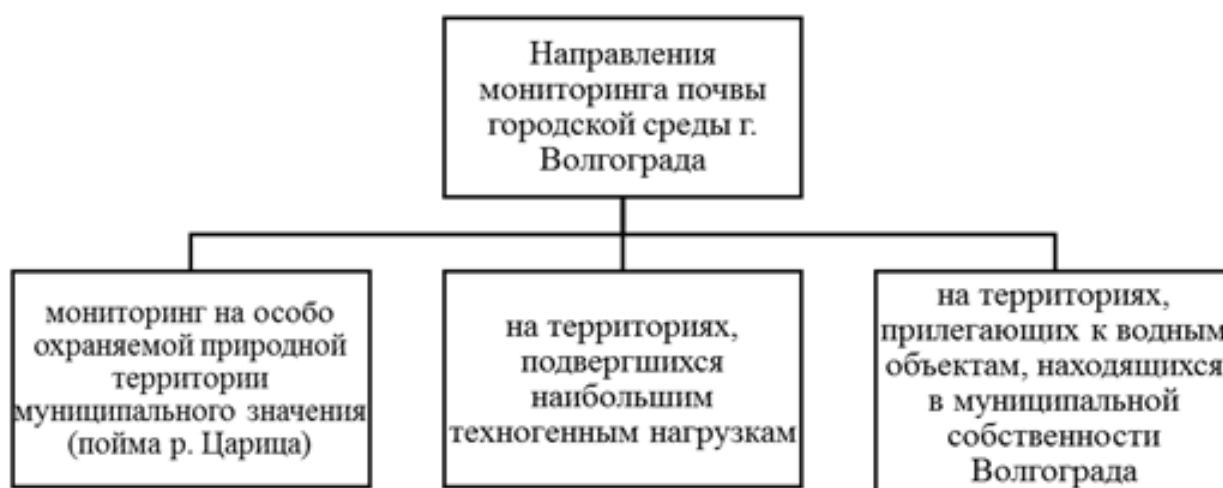 Направления
мониторинга почвы
городской среды г.
Волгограда
мониторинг на особо
охраняемой природной
территории
муниципального значения
(пойма р. Царица)
на территориях,
подвергшихся
наибольшим
техногенным нагрузкам
на территориях,
прилегающих к водным
объектам, находящихся
в муниципальной
собственности
Волгограда